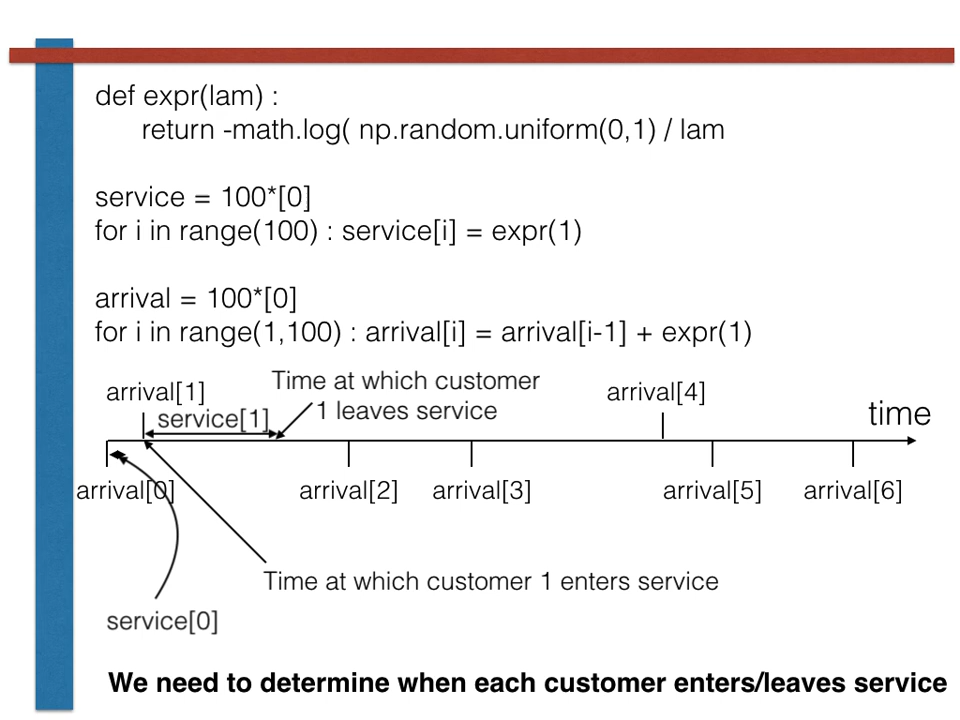 def expr(lam) :
return -math.log( np.random.uniform(0,1) / lam
service = 100*[0]
for i in range(100) : service[i] = expr(1)
arrival = 100*[0]
for i in range(1,100) : arrival[i] = arrival[i-1] + expr(1)
arrival[1]
Time at which customer
1 leaves service
arrival[4]
service[1]
time
arrival[0]
arrival[2]
arrival[3]
arrival[5]
arrival[6]
Time at which customer 1 enters service
service[0]
We need to determine when each customer enters/leaves service